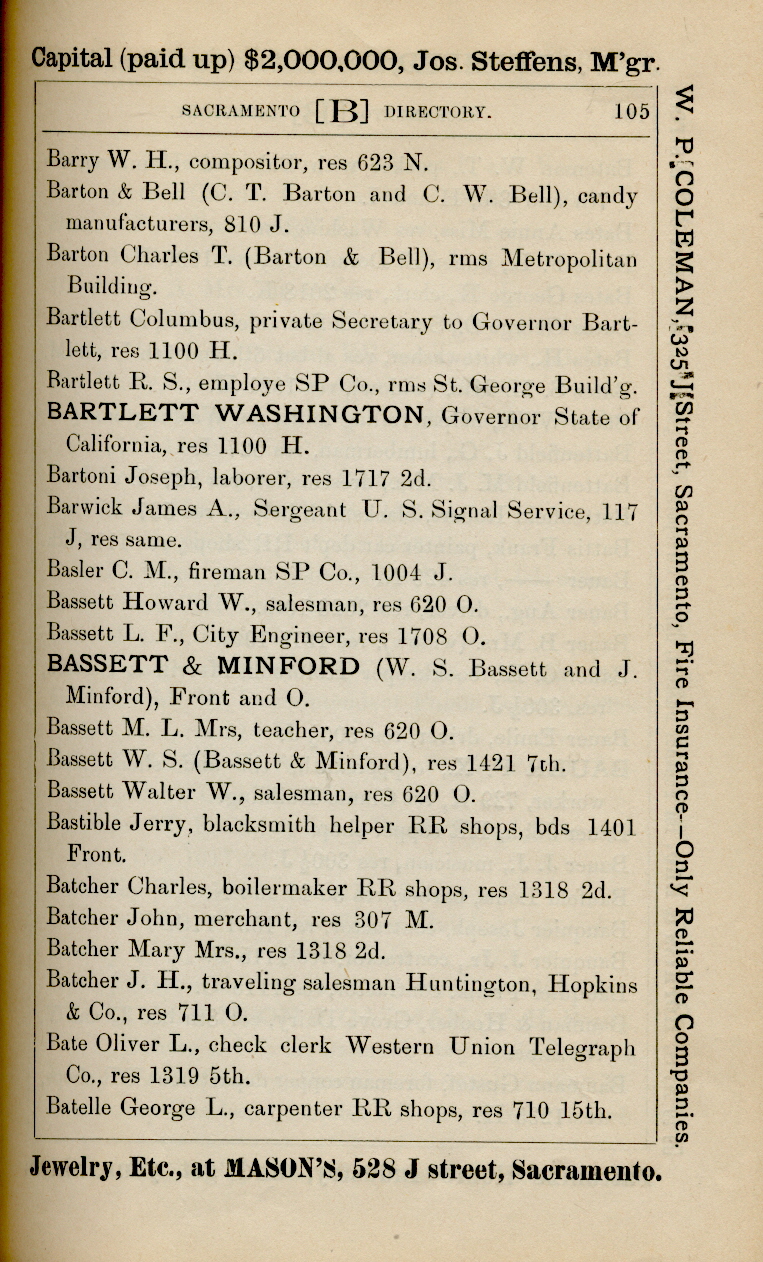 Capital (paid up) $2,000,000, Jos. Steffens, M'gr.
SACRAMENTO [B] DIRECTORY. 105
Barry W. H., compositor, res 623 N.
Barton & Bell (C. T. Barton and C. W. Bell), candy
manufacturers, 810 J.
Barton Charles T. (Barton & Bell), rms Metropolitan
Building.
Bartlett Columbus, private Secretary to Governor Bart-
lett, res 1100 H.
Bartlett R. S., employe SP Co., rms St. George Build'g.
BARTLETT WASHINGTON, Governor State of
California, res 1100 H.
Bartoni Joseph, laborer, res 1717 2d.
Barwick James A., Sergeant U. S. Signal Service, 117
J, res same.
Basler C. M., fireman SP Co., 1004 J.
Bassett Howard W., salesman, res 620 O.
Bassett L. F., City Engineer, res 1708 O.
BASSETT & MINFORD (W. S. Bassett and J.
Minford), Front and O.
Bassett M. L. Mrs, teacher, res 620 O.
Bassett W. S. (Bassett & Minford), res 1421 7th.
Bassett Walter W., salesman, res 620 O.
Bastible Jerry, blacksmith helper RR shops, bds 1401
Front.
Batcher Charles, boilermaker RR shops, res 1318 2d.
Batcher John, merchant, res 307 M.
Batcher Mary Mrs., res 1318 2d.
Batcher J. H., traveling salesman Huntington, Hopkins
& Co., res 711 O.
Bate Oliver L., check clerk Western Union Telegraph
Co., res 1319 5th.
Batelle George L., carpenter RR shops, res 710 15th.
W. P. COLEMAN, 325 J Street, Sacramento, Fire Insurance--Only Reliable Companies.
Jewelry, Etc., at MASON'S, 528 J street, Sacramento.